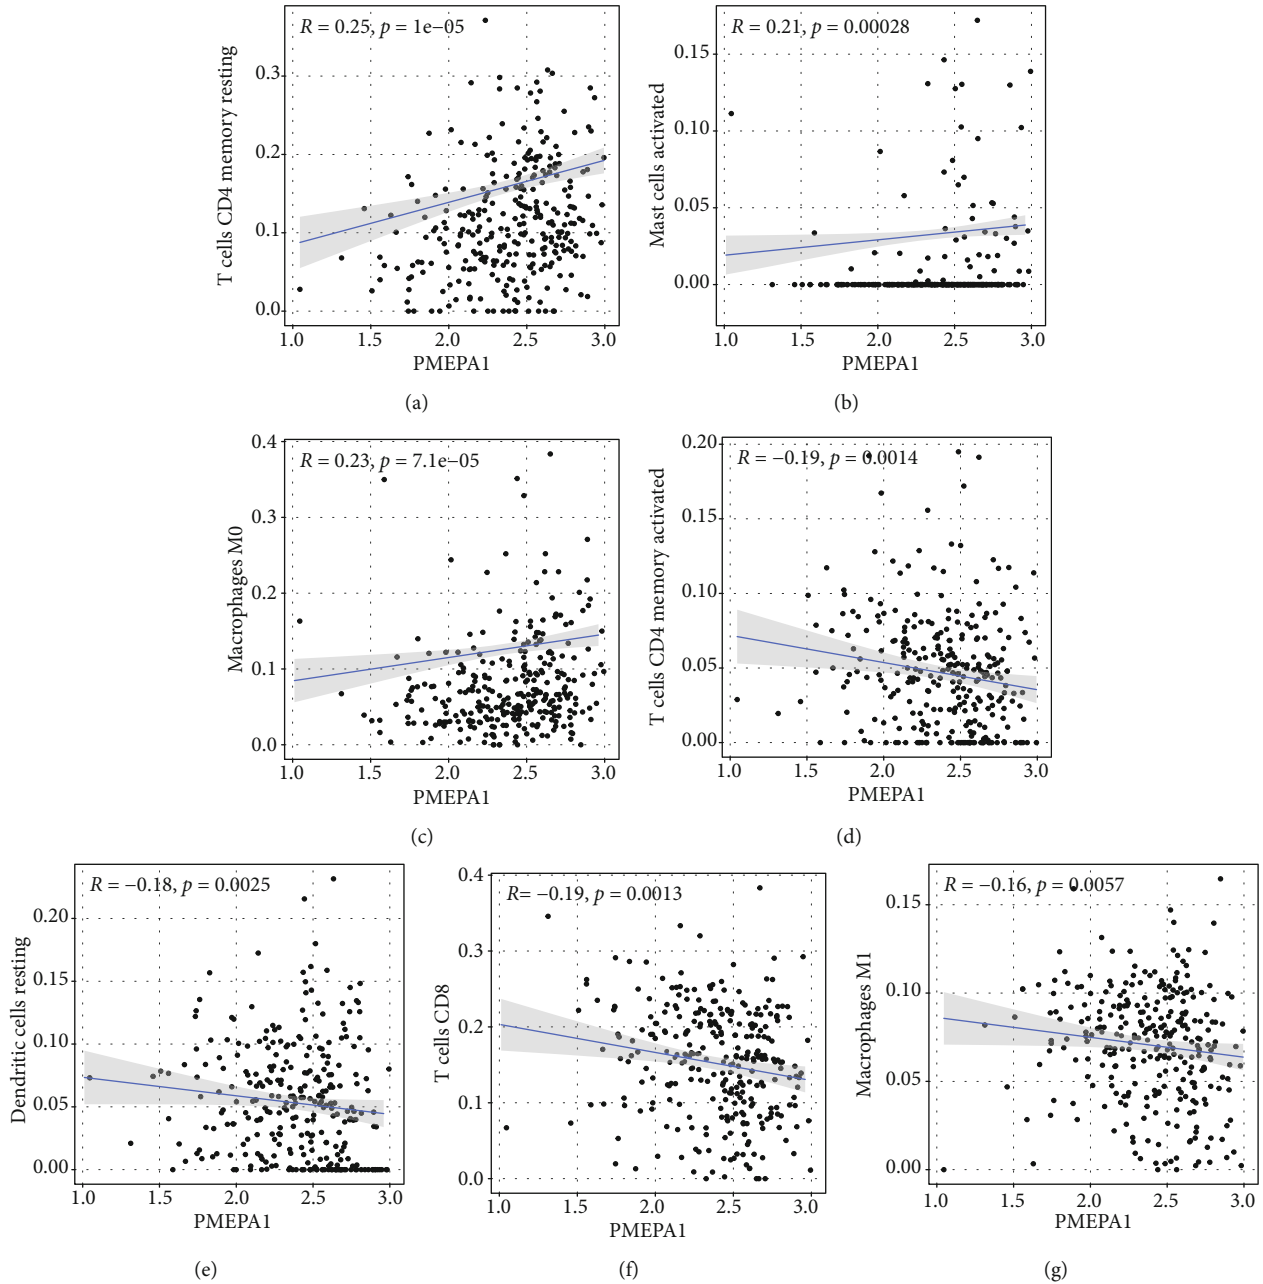 R = 0.25, p = 1e−05
T cells CD4 memory resting
0.3
0.2
0.1
0.0
1.0 1.5 2.0 2.5 3.0
PMEPA1
(a)
R = 0.21, p = 0.00028
Mast cells activated
0.15
0.10
0.05
0.00
1.0 1.5 2.0 2.5 3.0
PMEPA1
(b)
R = 0.23, p = 7.1e−05
Macrophages M0
0.4
0.3
0.2
0.1
0.0
1.0 1.5 2.0 2.5 3.0
PMEPA1
(c)
R = −0.19, p = 0.0014
T cells CD4 memory activated
0.20
0.15
0.10
0.05
0.00
1.0 1.5 2.0 2.5 3.0
PMEPA1
(d)
R = −0.18, p = 0.0025
Dendritic cells resting
0.20
0.15
0.10
0.05
0.00
1.0 1.5 2.0 2.5 3.0
PMEPA1
(e)
R= −0.19, p = 0.0013
T cells CD8
0.4
0.3
0.2
0.1
0.0
1.0 1.5 2.0 2.5 3.0
PMEPA1
(f)
R = −0.16, p = 0.0057
Macrophages M1
0.15
0.10
0.05
0.00
1.0 1.5 2.0 2.5 3.0
PMEPA1
(g)